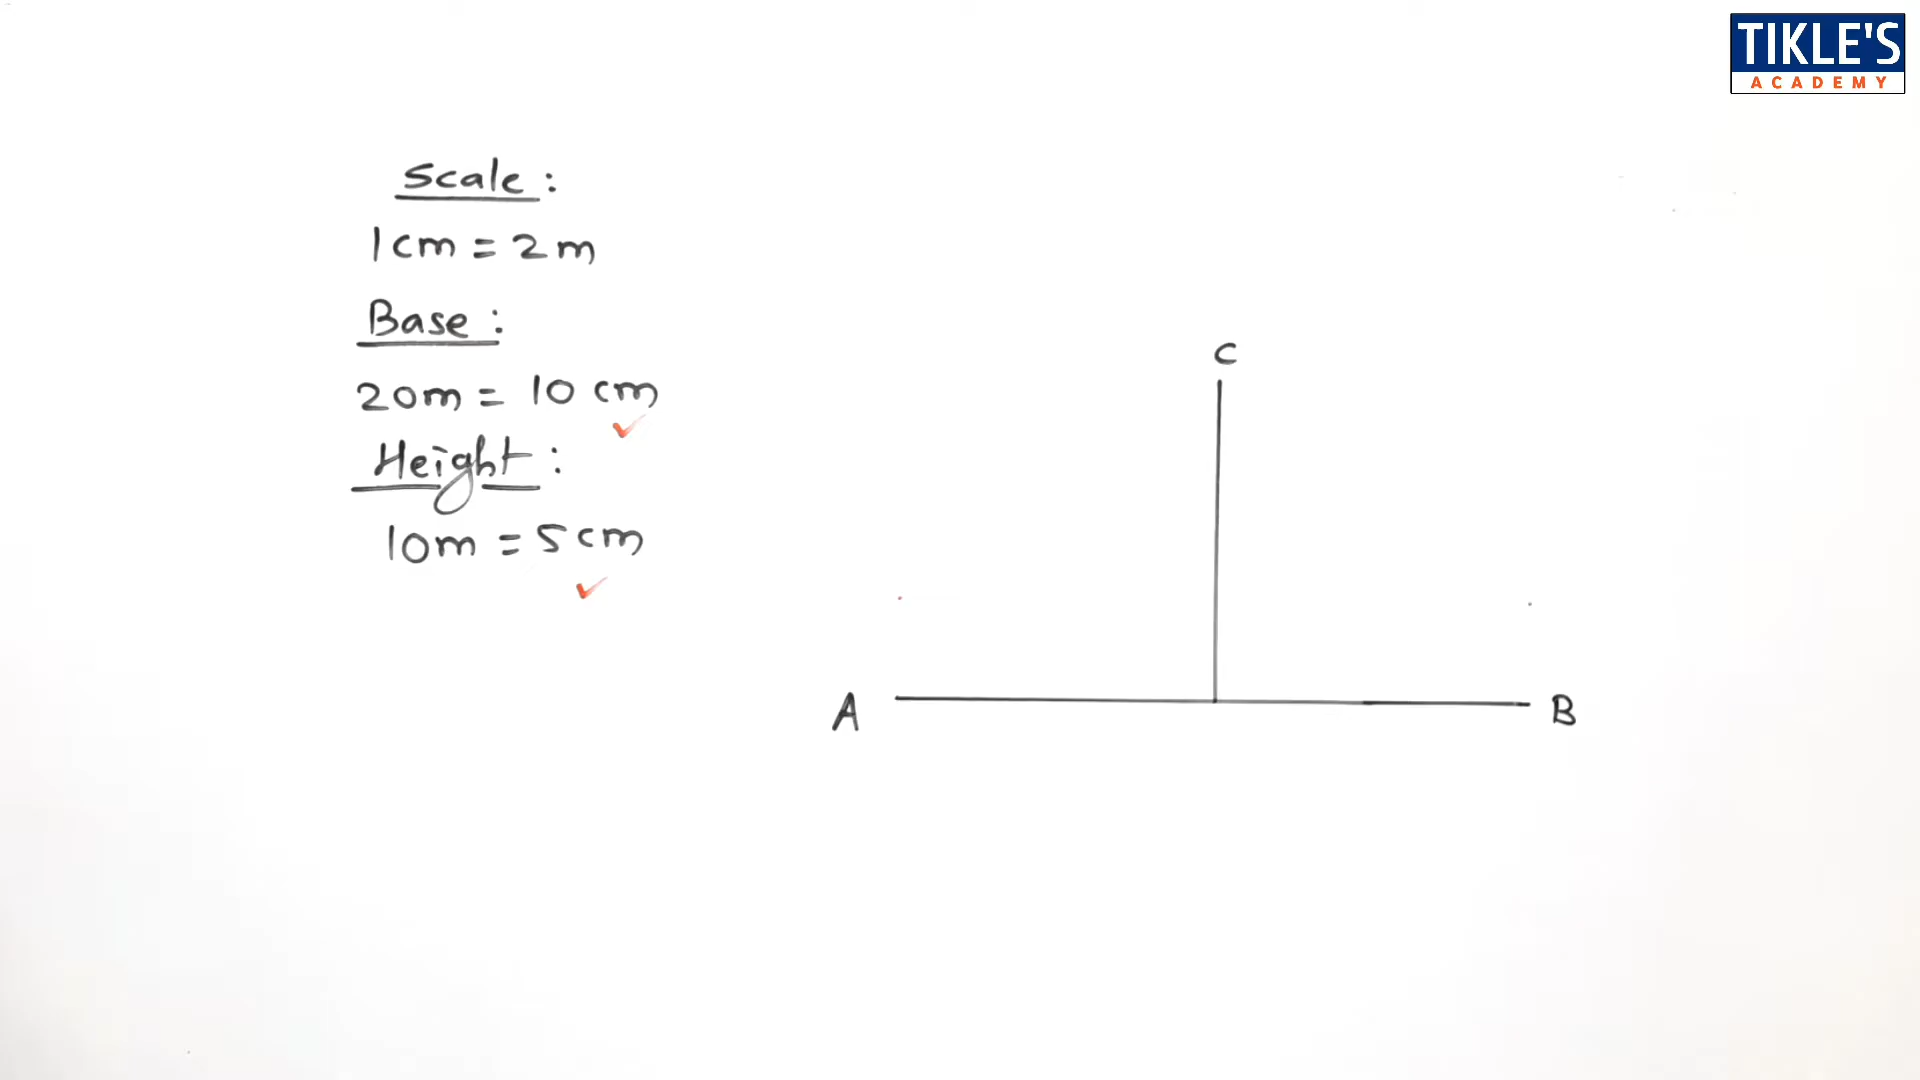 TIKLE'S
ACADEMY
Scale:
1cm = 2m
Base:
20m = 10 cm
Height:
10m = 5cm
C
A
B